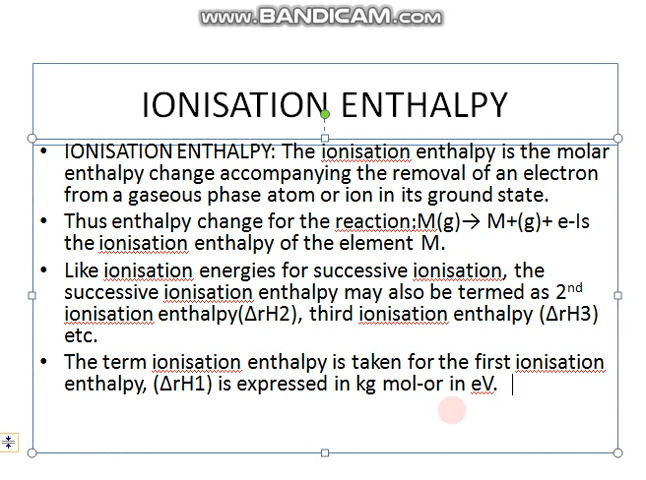 www.BANDICAM.com
IONISATION ENTHALPY
• IONISATION ENTHALPY: The ionisation enthalpy is the molar
enthalpy change accompanying the removal of an electron
from a gaseous phase atom or ion in its ground state.
• Thus enthalpy change for the reaction:M(g)→ M+(g)+ e-Is
the ionisation enthalpy of the element M.
• Like ionisation energies for successive ionisation, the
successive ionisation enthalpy may also be termed as 2nd
ionisation enthalpy(∆rH2), third ionisation enthalpy (∆rH3)
etc.
• The term ionisation enthalpy is taken for the first ionisation
enthalpy, (∆rH1) is expressed in kg mol-or in eV.